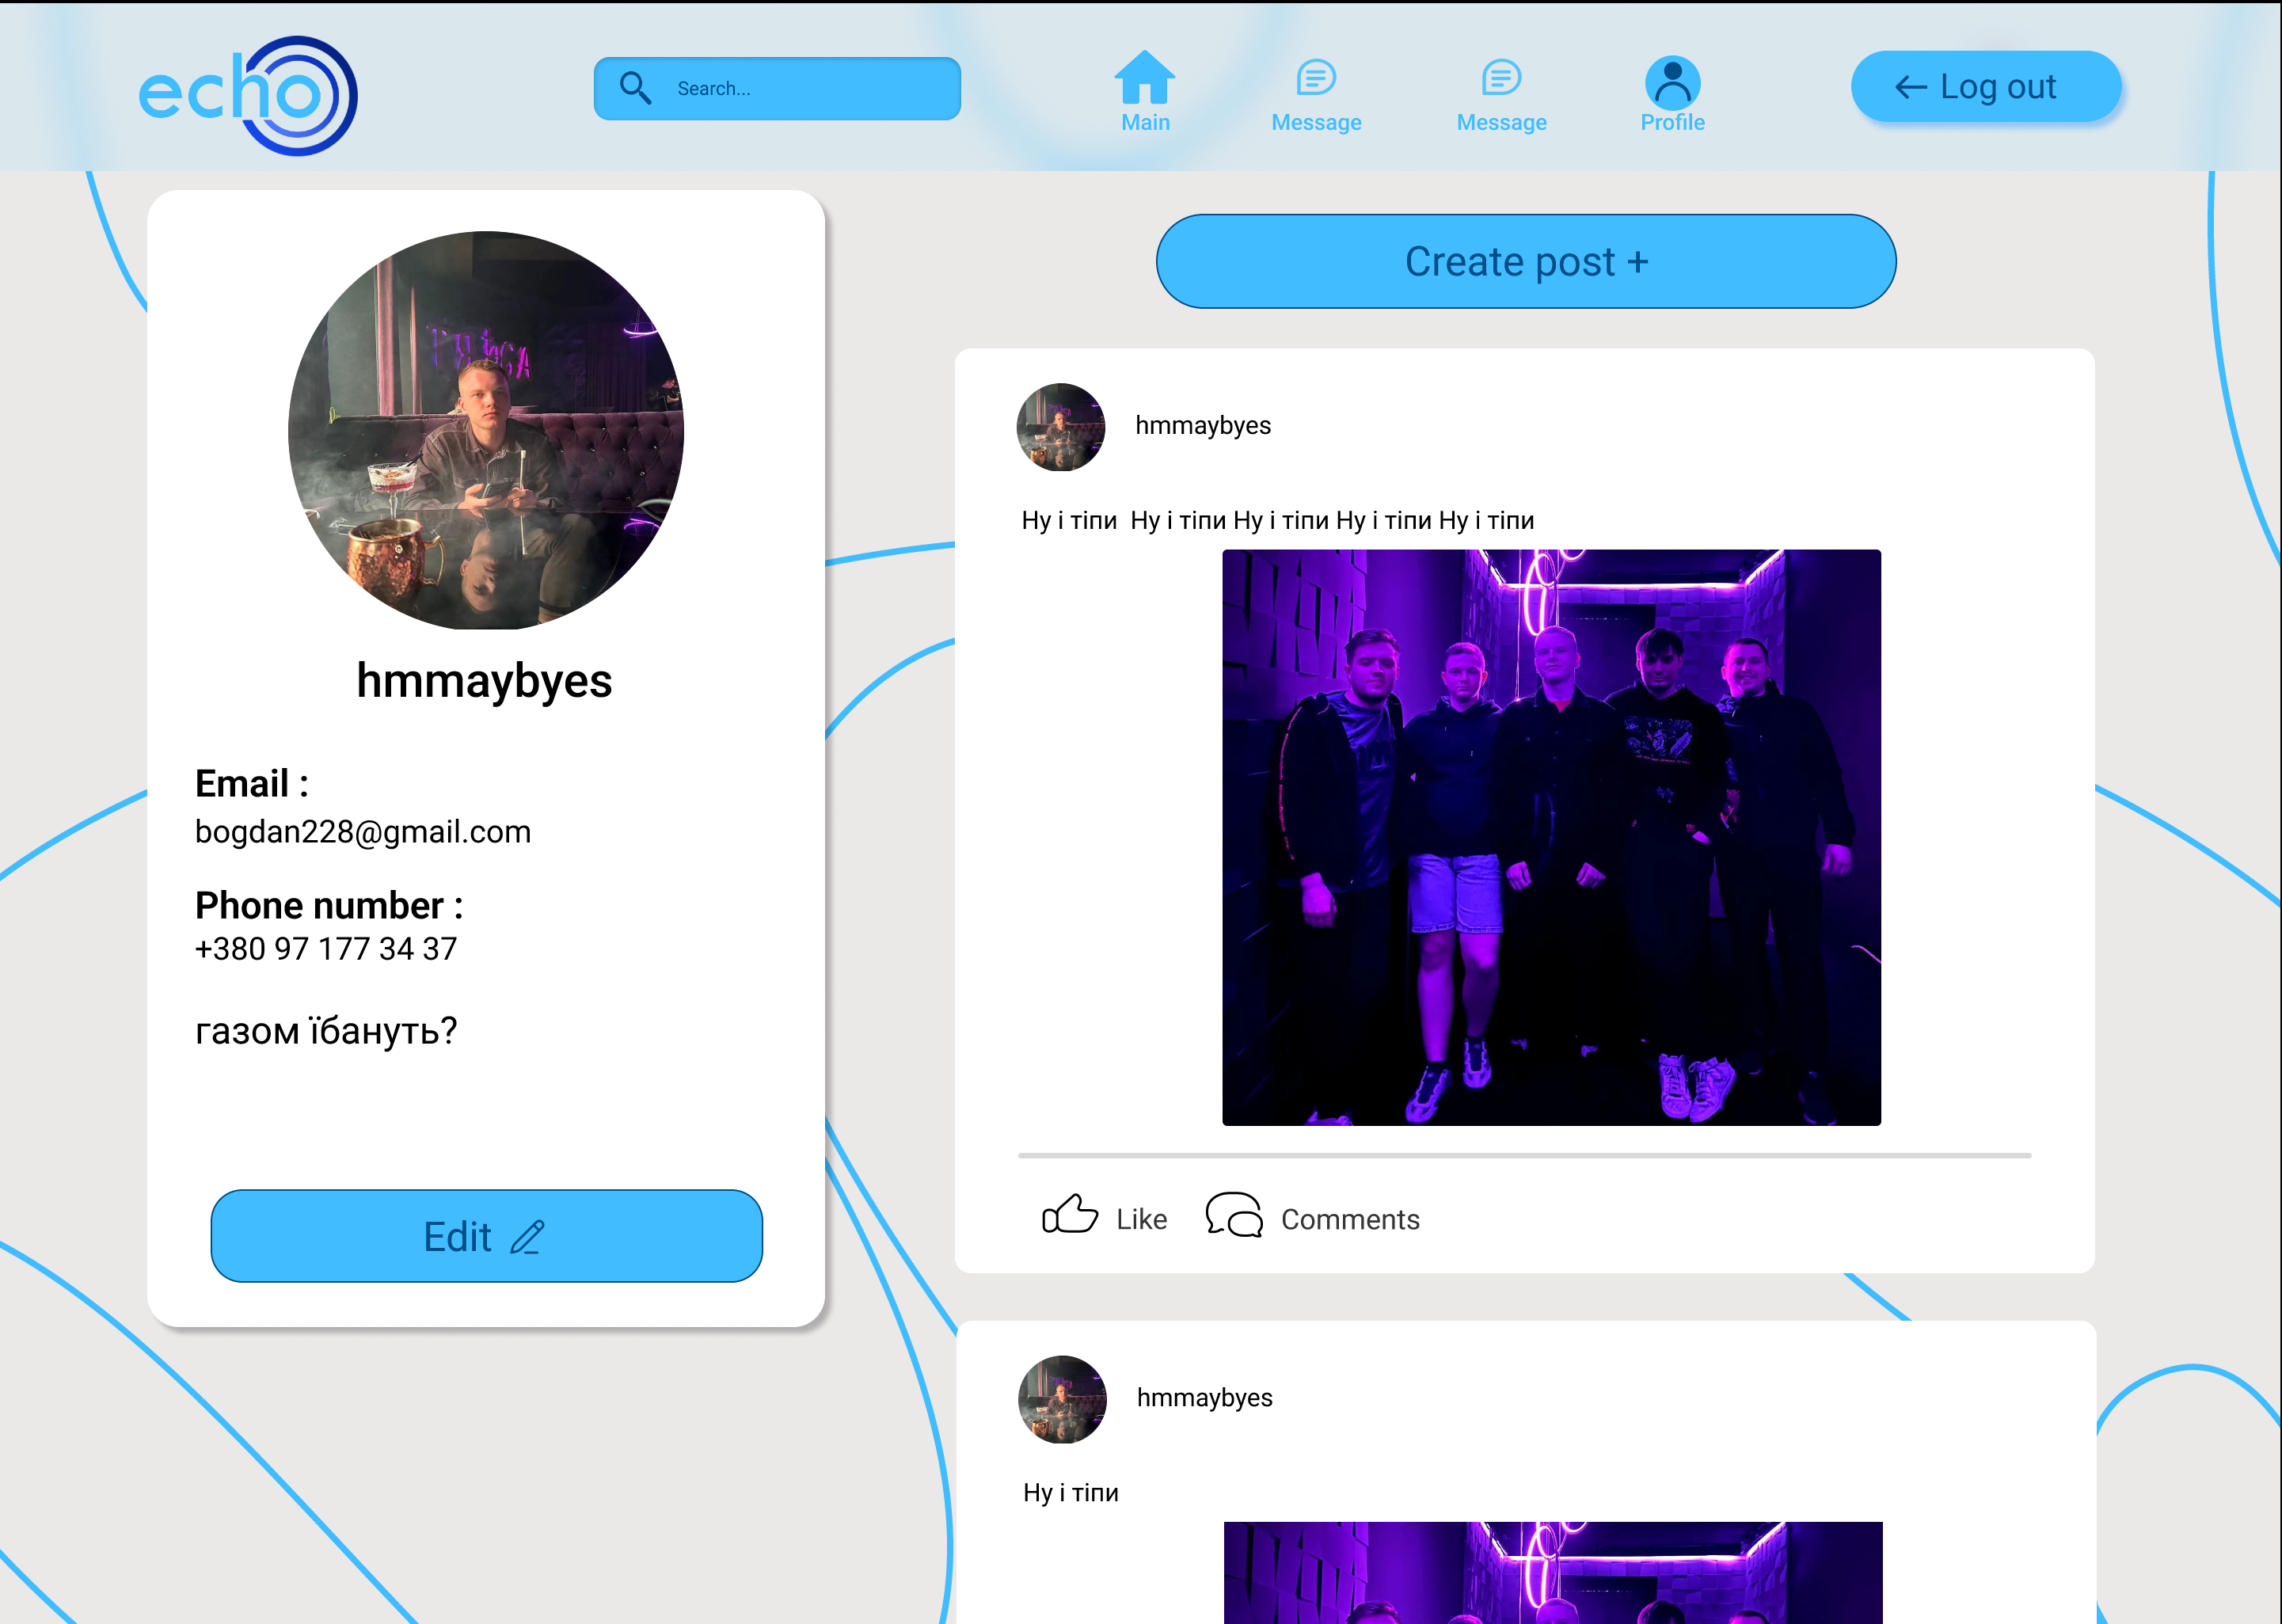 echo
Search...
Main
Message
Message
Profile
← Log out
Create post +
hmmaybyes
Email :
bogdan228@gmail.com
Phone number :
+380 97 177 34 37
газом їбануть?
Edit
hmmaybyes
Ну і тіпи  Ну і тіпи Ну і тіпи Ну і тіпи Ну і тіпи
Like
Comments
hmmaybyes
Ну і тіпи